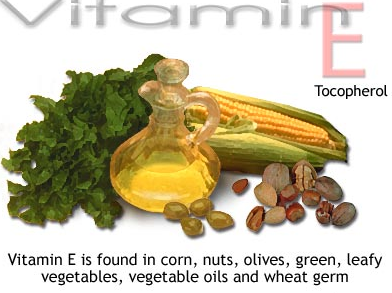 Vitamin E
Tocopherol
Vitamin E is found in corn, nuts, olives, green, leafy
vegetables, vegetable oils and wheat germ